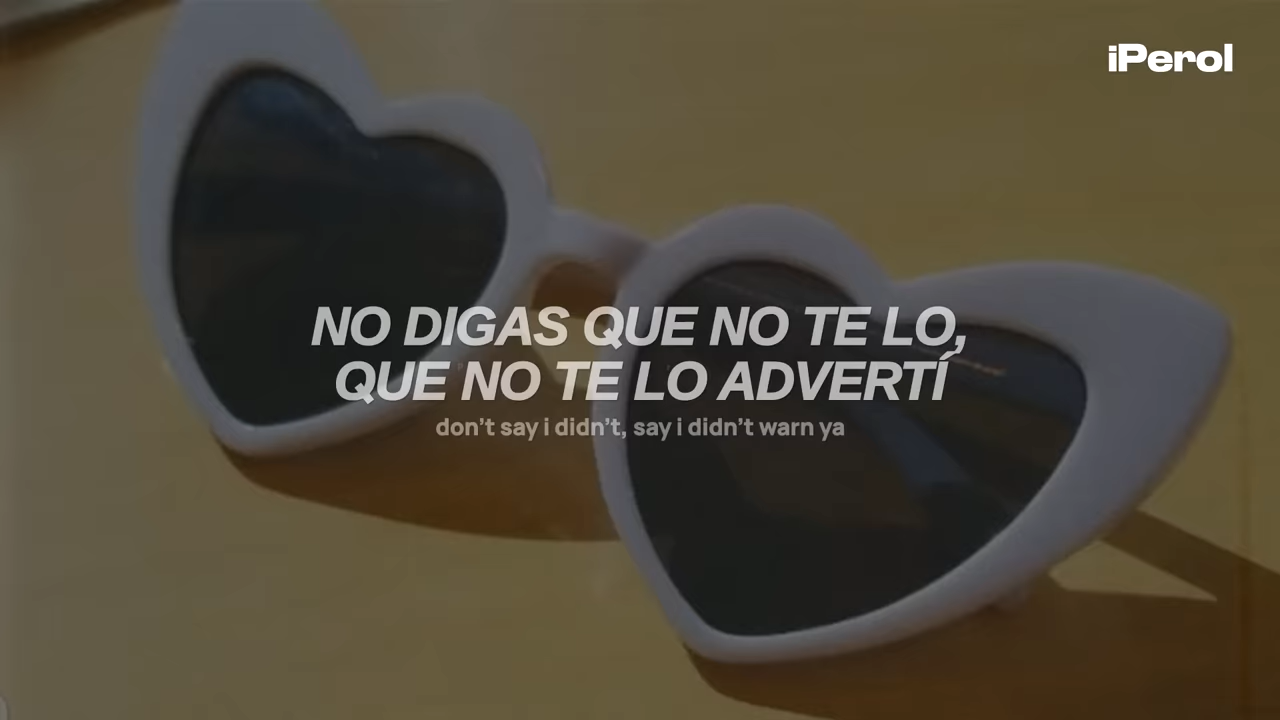 iPerol
NO DIGAS QUE NO TE LO,
QUE NO TE LO ADVERTÍ
don't say i didn't, say i didn't warn ya